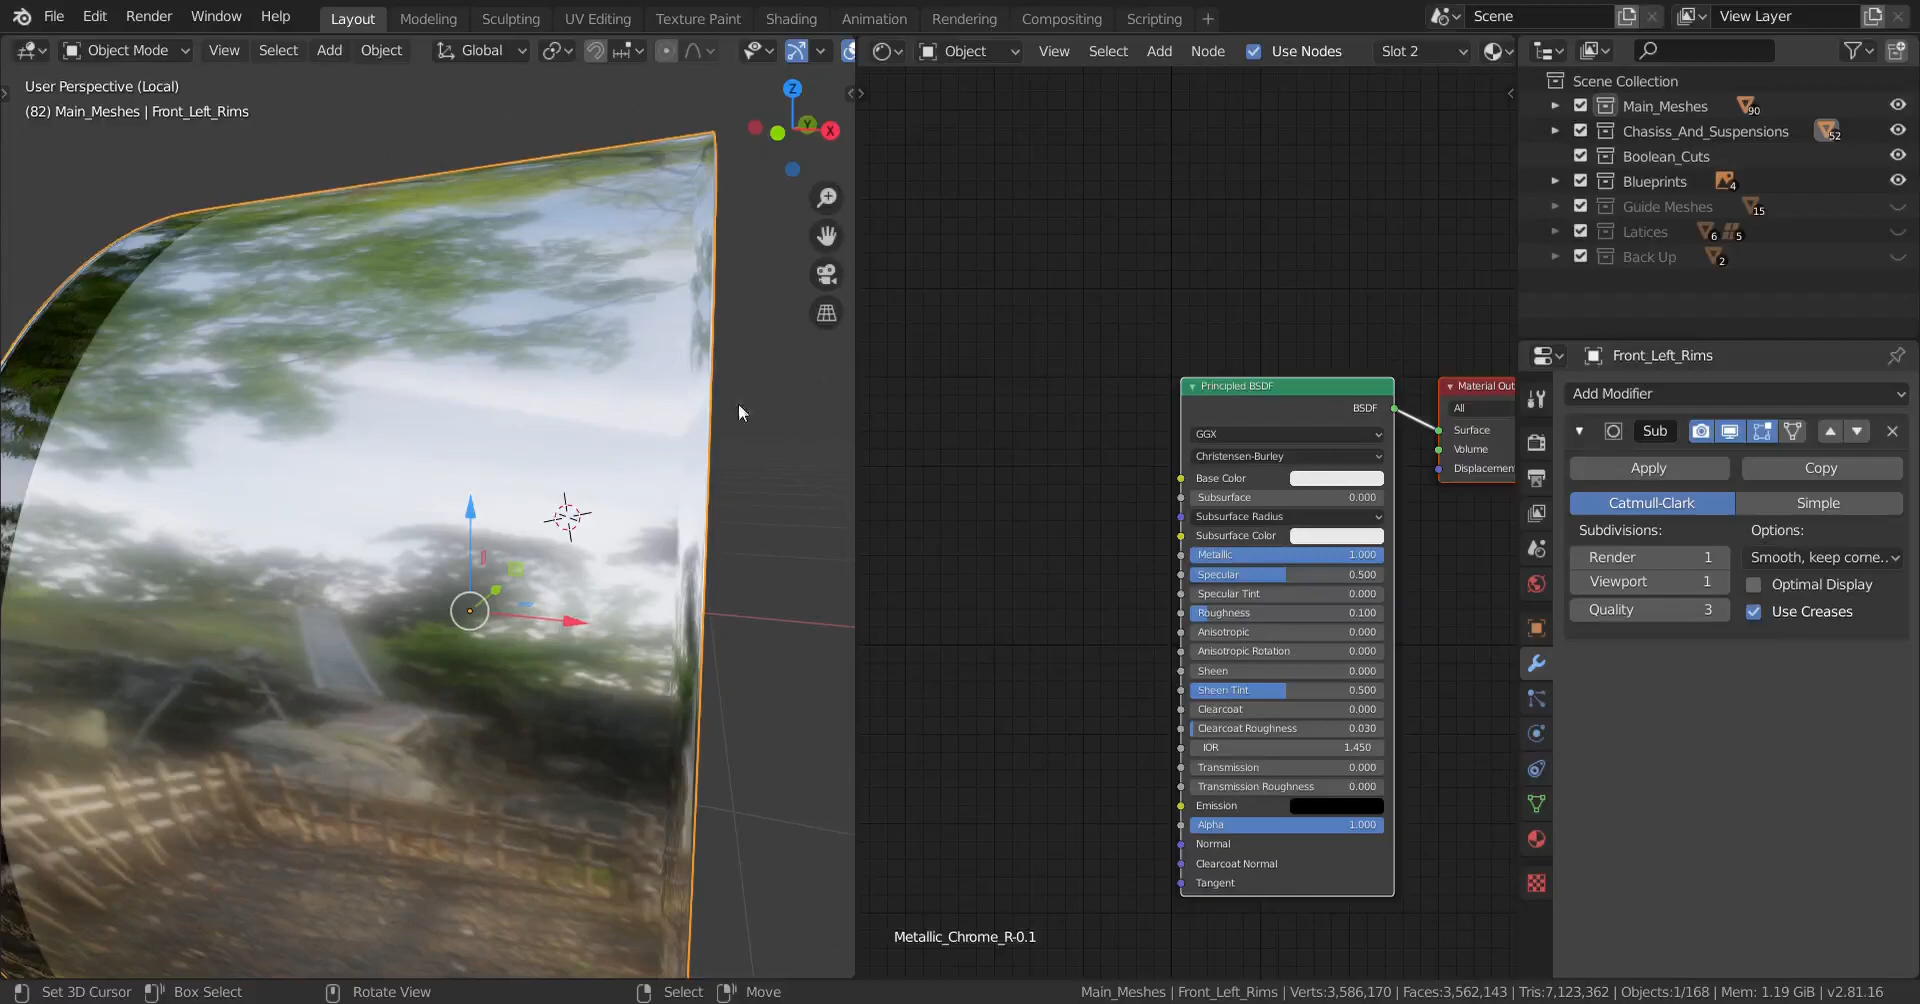 File Edit Render Window Help Layout Modeling Sculpting UV Editing Texture Paint Shading Animation Rendering Compositing Scripting + Scene View Layer
Object Mode View Select Add Object Global
Object View Select Add Node Use Nodes Slot 2
User Perspective (Local)
(82) Main_Meshes | Front_Left_Rims
Z
Y
X
Scene Collection
Main_Meshes 90
Chasiss_And_Suspensions 52
Boolean_Cuts
Blueprints 4
Guide Meshes 15
Latices 6 5
Back Up 2
Principled BSDF
BSDF
GGX
Christensen-Burley
Base Color
Subsurface 0.000
Subsurface Radius
Subsurface Color
Metallic 1.000
Specular 0.500
Specular Tint 0.000
Roughness 0.100
Anisotropic 0.000
Anisotropic Rotation 0.000
Sheen 0.000
Sheen Tint 0.500
Clearcoat 0.000
Clearcoat Roughness 0.030
IOR 1.450
Transmission 0.000
Transmission Roughness 0.000
Emission
Alpha 1.000
Normal
Clearcoat Normal
Tangent
Material Out
All
Surface
Volume
Displacemen
Metallic_Chrome_R-0.1
Front_Left_Rims
Add Modifier
Sub
Apply Copy
Catmull-Clark Simple
Subdivisions: Options:
Render 1 Smooth, keep corne..
Viewport 1 Optimal Display
Quality 3 Use Creases
Set 3D Cursor Box Select Rotate View Select Move Main_Meshes | Front_Left_Rims | Verts:3,586,170 | Faces:3,562,143 | Tris:7,123,362 | Objects:1/168 | Mem: 1.19 GiB | v2.81.16